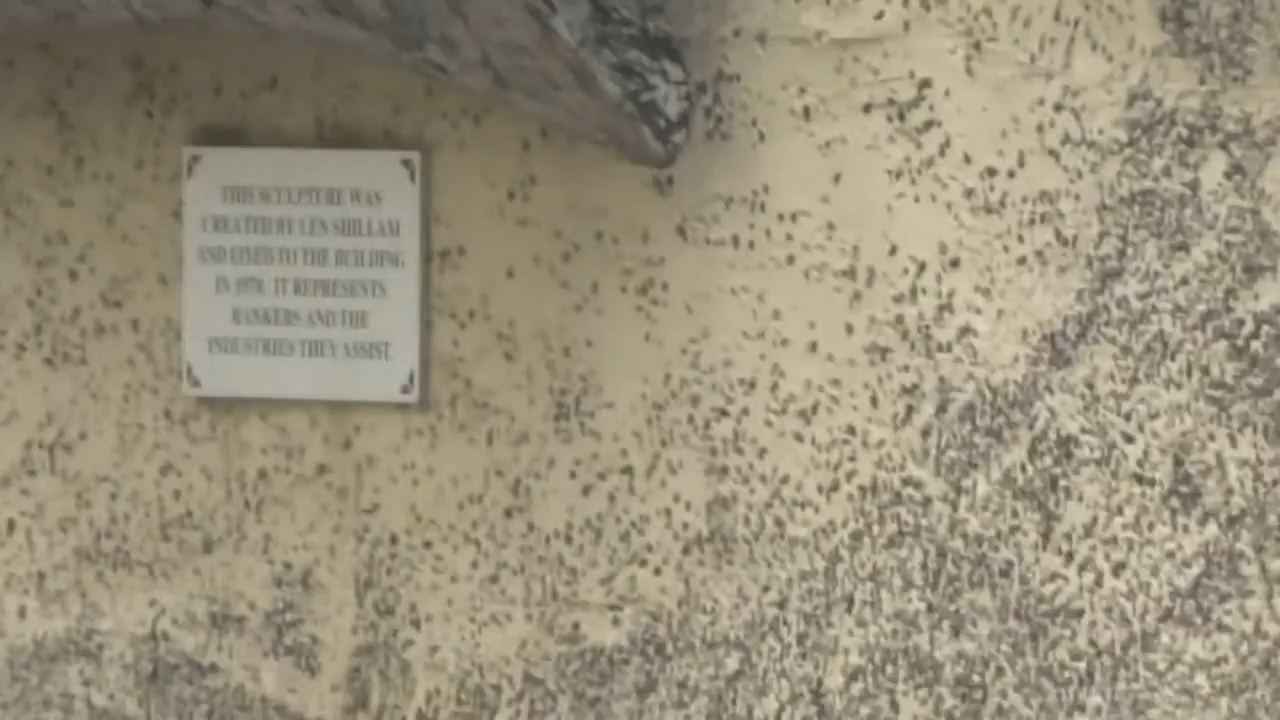 THIS SCULPTURE WAS
CREATED BY LEN SHILLAM
AND FIXED TO THE BUILDING
IN 1970. IT REPRESENTS
BANKERS AND THE
INDUSTRIES THEY ASSIST.